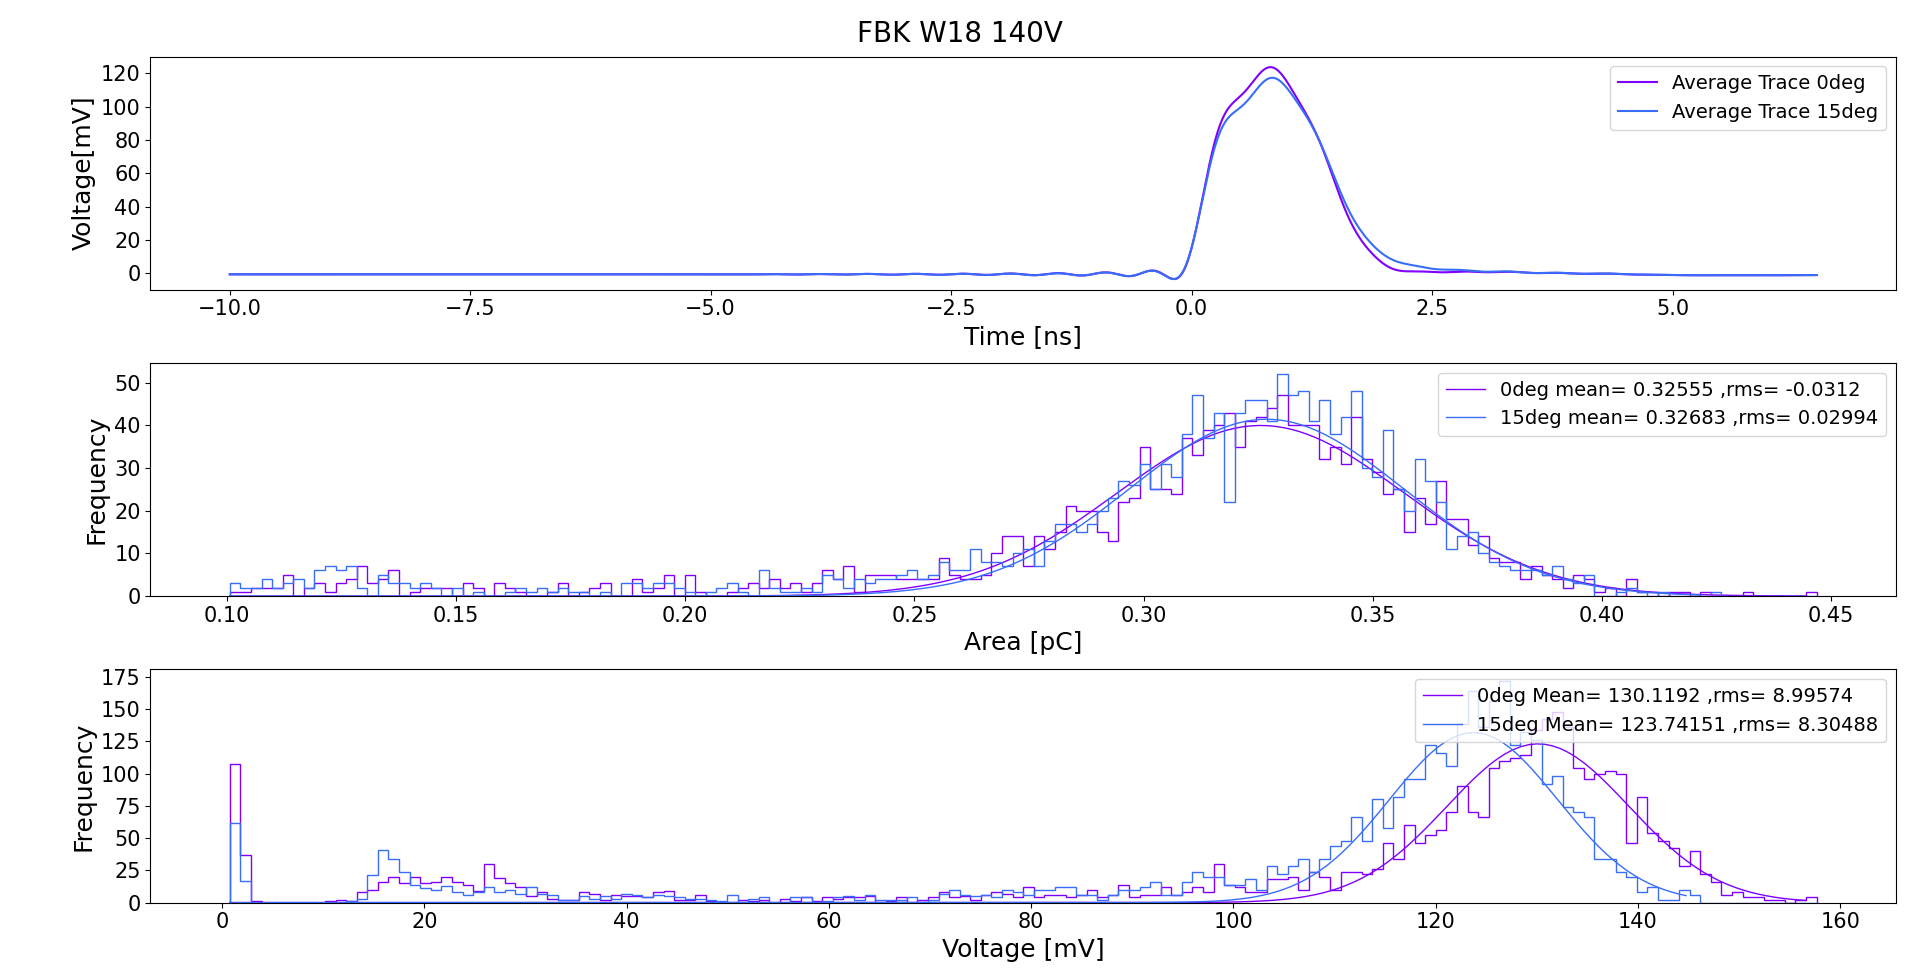 FBK W18 140V
Voltage[mV]
120
100
80
60
40
20
0
Average Trace 0deg
Average Trace 15deg
−10.0 −7.5 −5.0 −2.5 0.0 2.5 5.0
Time [ns]
Frequency
50
40
30
20
10
0
0deg mean= 0.32555 ,rms= -0.0312
15deg mean= 0.32683 ,rms= 0.02994
0.10 0.15 0.20 0.25 0.30 0.35 0.40 0.45
Area [pC]
Frequency
175
150
125
100
75
50
25
0
0deg Mean= 130.1192 ,rms= 8.99574
15deg Mean= 123.74151 ,rms= 8.30488
0 20 40 60 80 100 120 140 160
Voltage [mV]